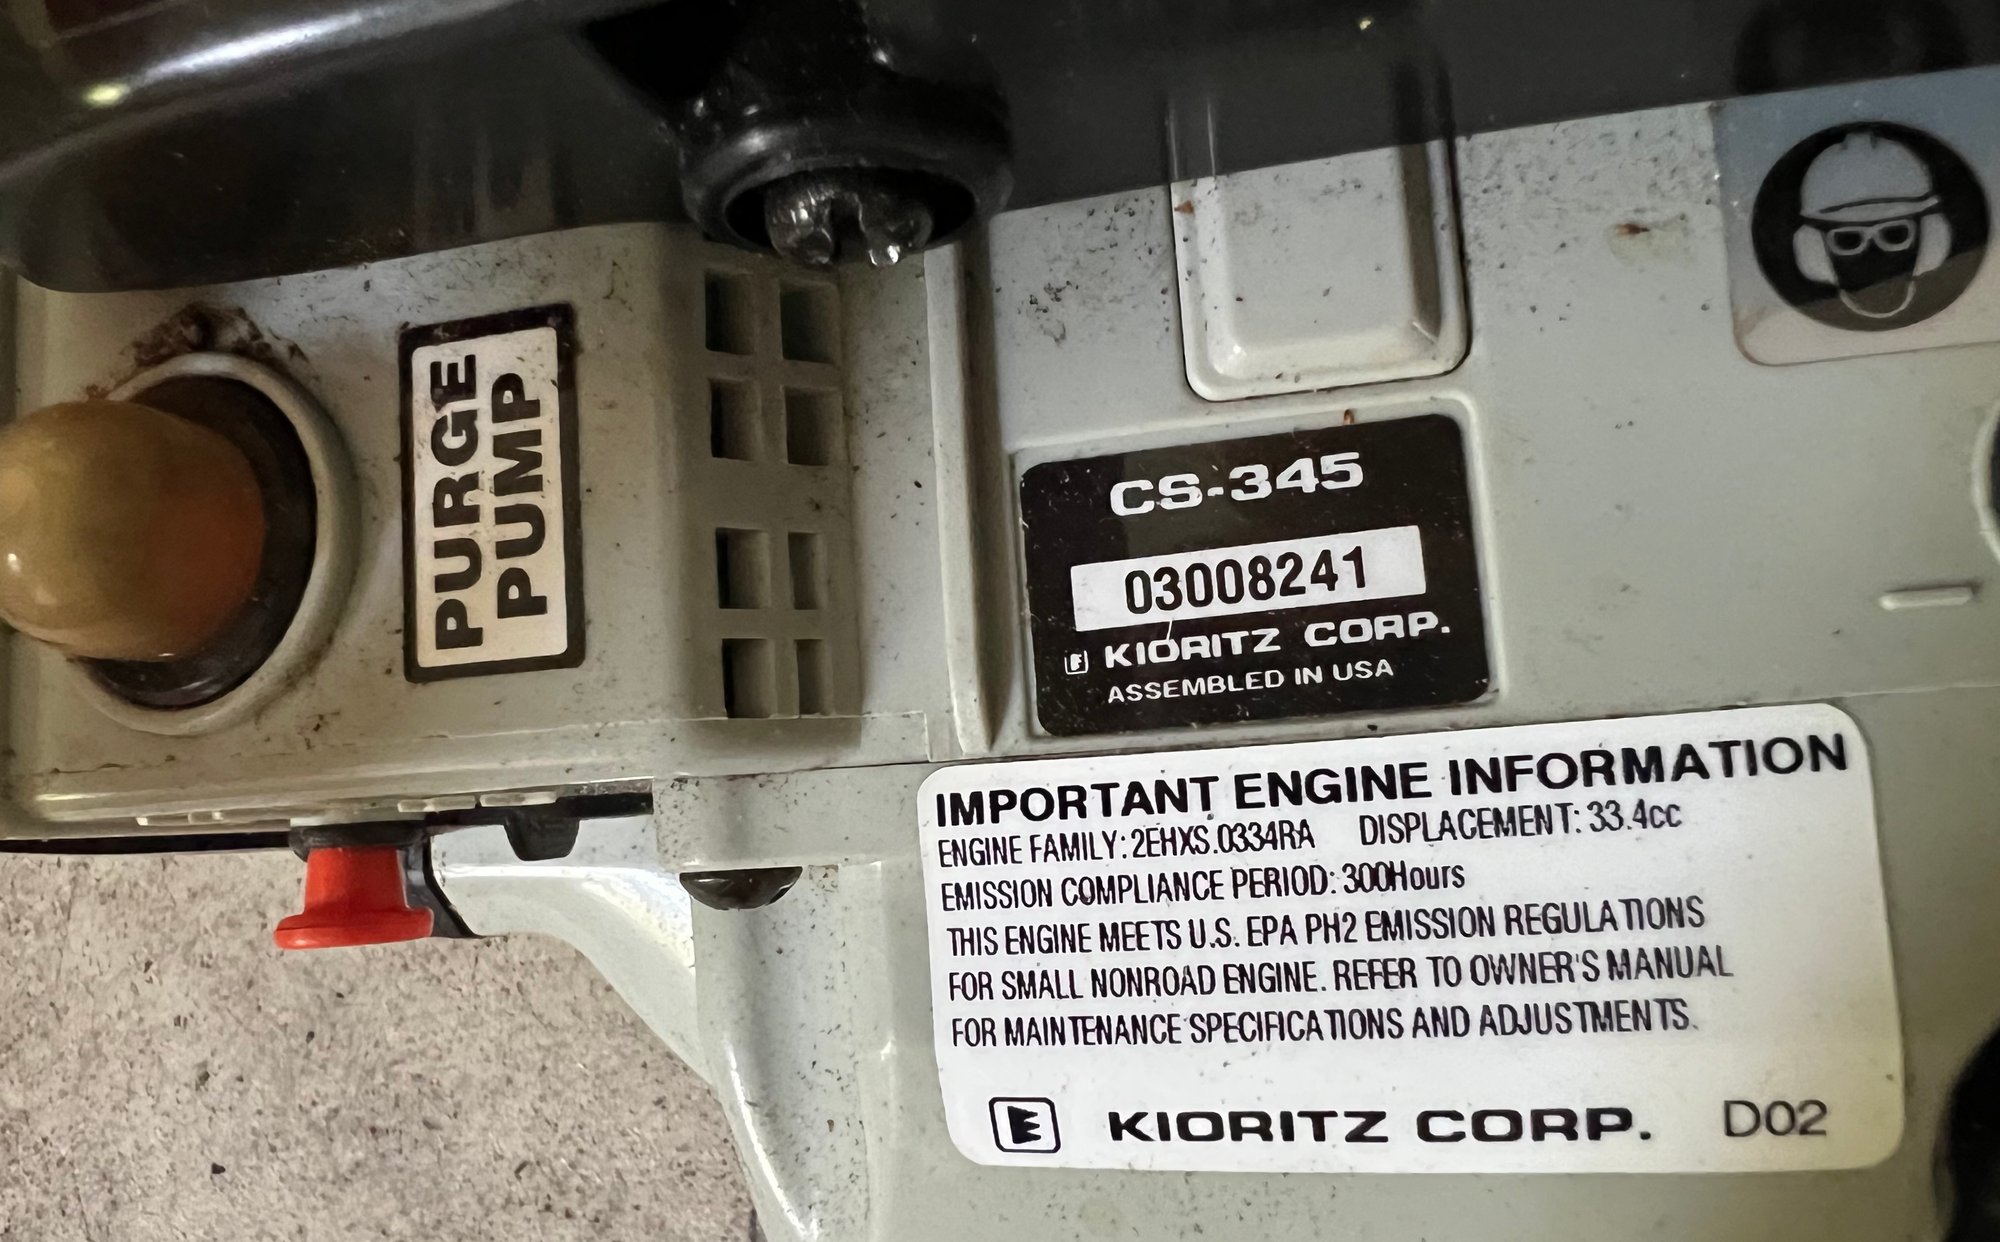 PURGE
PUMP
CS-345
03008241
KIORITZ CORP.
ASSEMBLED IN USA
IMPORTANT ENGINE INFORMATION
ENGINE FAMILY: 2EHXS.0334RA DISPLACEMENT: 33.4cc
EMISSION COMPLIANCE PERIOD: 300Hours
THIS ENGINE MEETS U.S. EPA PH2 EMISSION REGULATIONS
FOR SMALL NONROAD ENGINE. REFER TO OWNER'S MANUAL
FOR MAINTENANCE SPECIFICATIONS AND ADJUSTMENTS.
KIORITZ CORP. D02